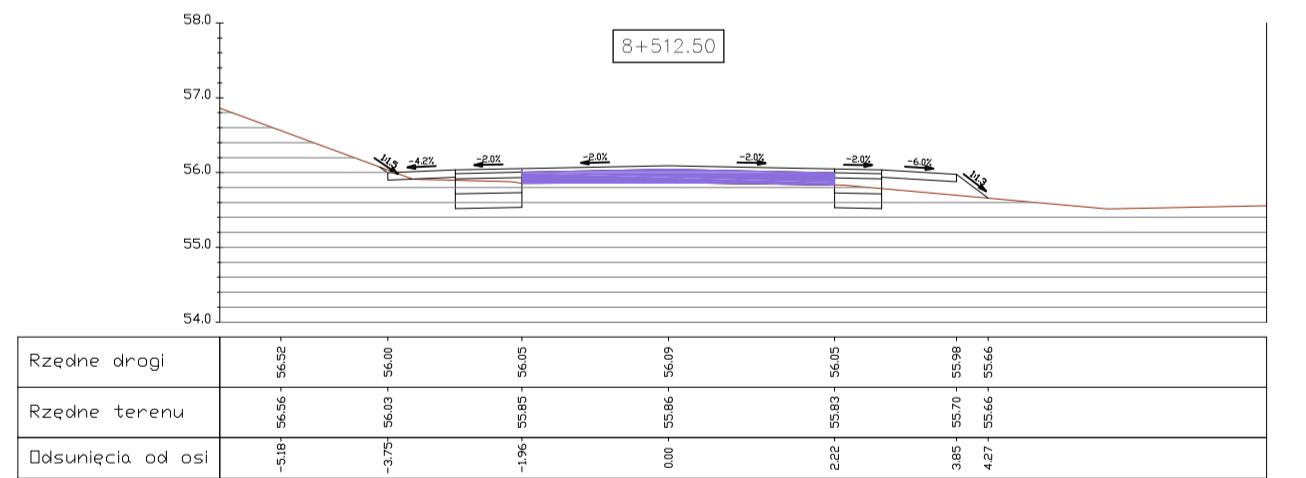 58.0
8+512.50
57.0
56.0
55.0
54.0
1:1.5 -4.2% -2.0% -2.0% -2.0% -2.0% -6.0% 1:1.3
Rzędne drogi 56.52 56.00 56.05 56.09 56.05 55.98 55.66
Rzędne terenu 56.56 56.03 55.85 55.86 55.83 55.70 55.66
Odsunięcia od osi -5.18 -3.75 -1.96 0.00 2.22 3.85 4.27